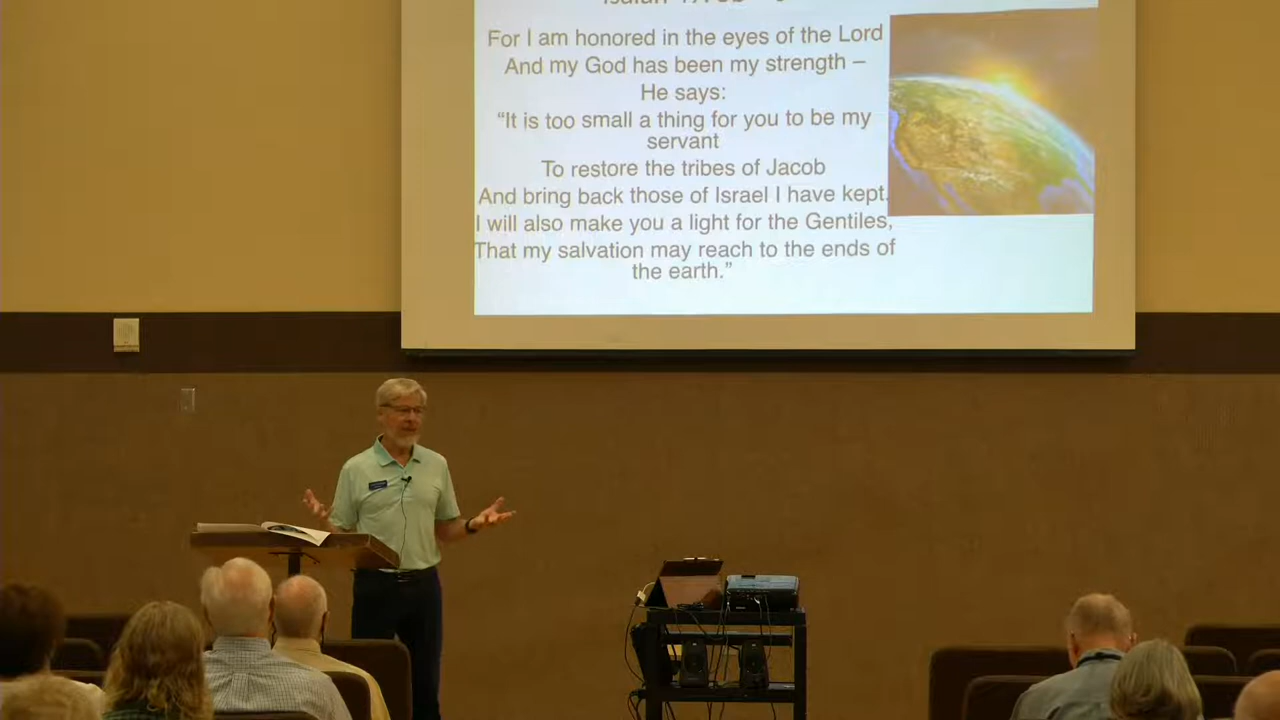 For I am honored in the eyes of the Lord
And my God has been my strength –
He says:
“It is too small a thing for you to be my
servant
To restore the tribes of Jacob
And bring back those of Israel I have kept.
I will also make you a light for the Gentiles,
That my salvation may reach to the ends of
the earth.”